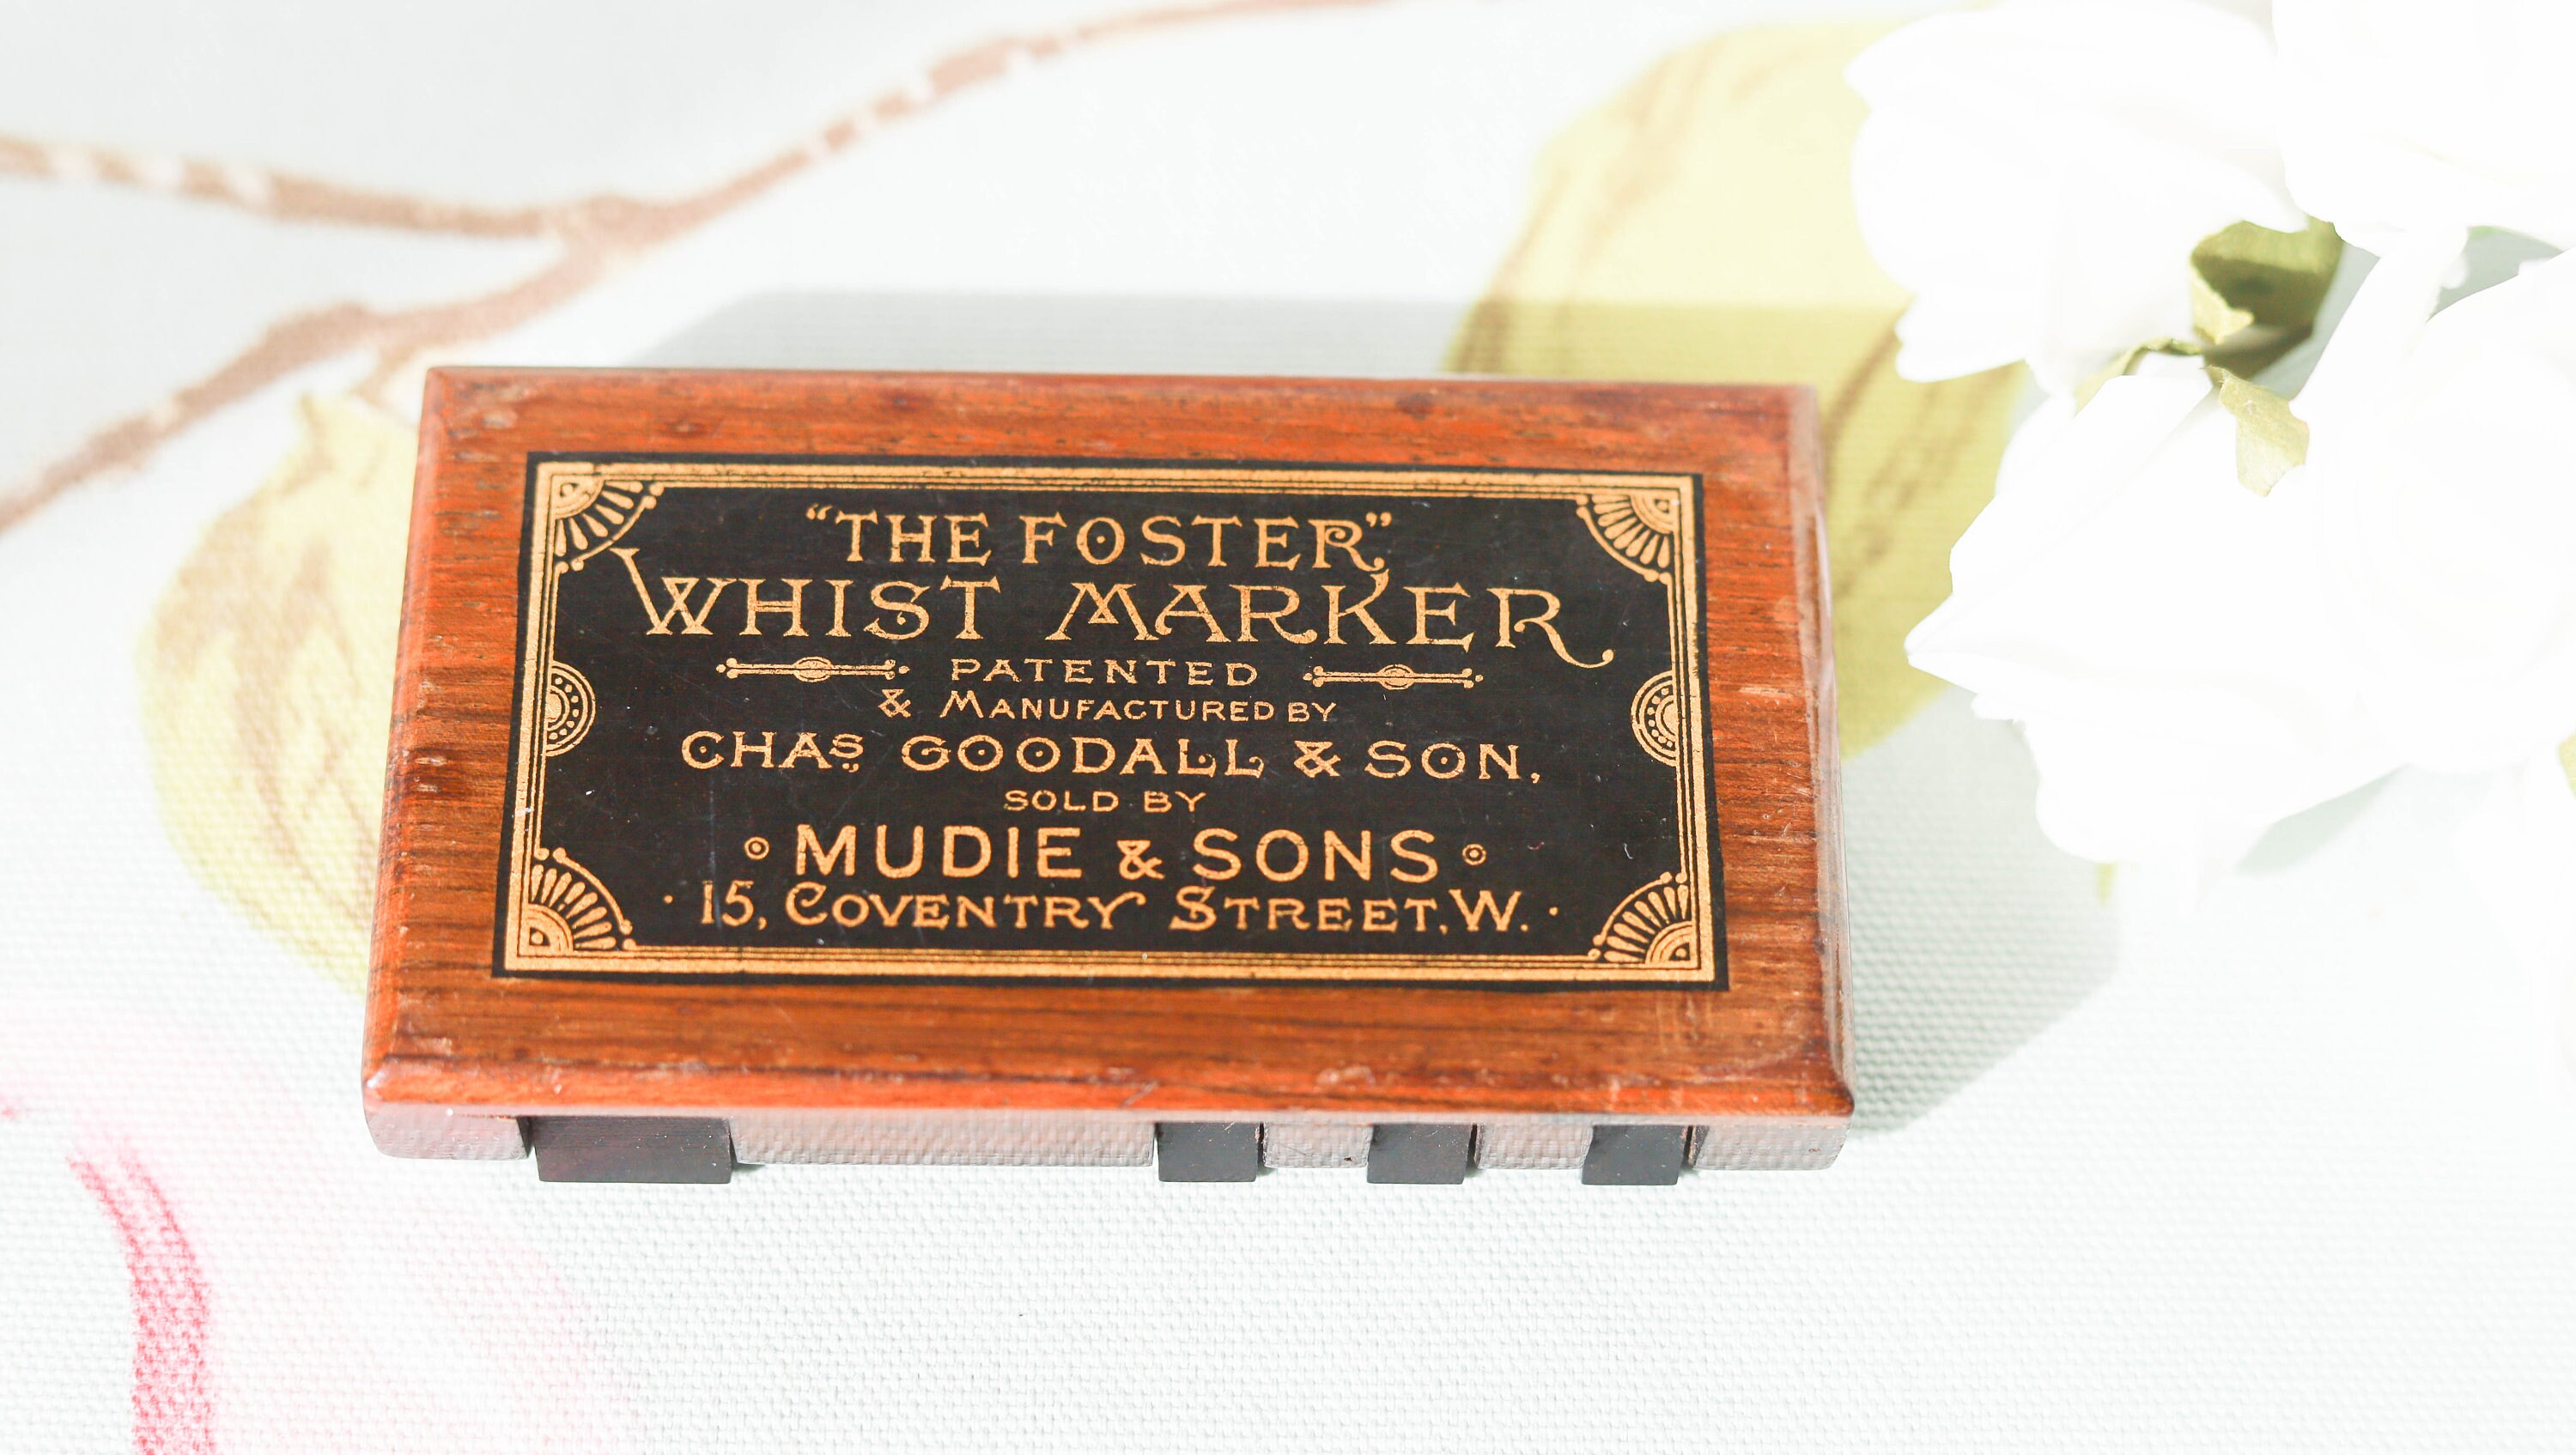 “THE FOSTER”
WHIST MARKER
PATENTED
& MANUFACTURED BY
CHAS GOODALL & SON,
SOLD BY
MUDIE & SONS
· 15, COVENTRY STREET, W. ·